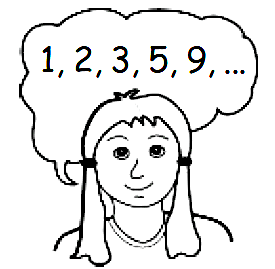 1, 2, 3, 5, 9, ...